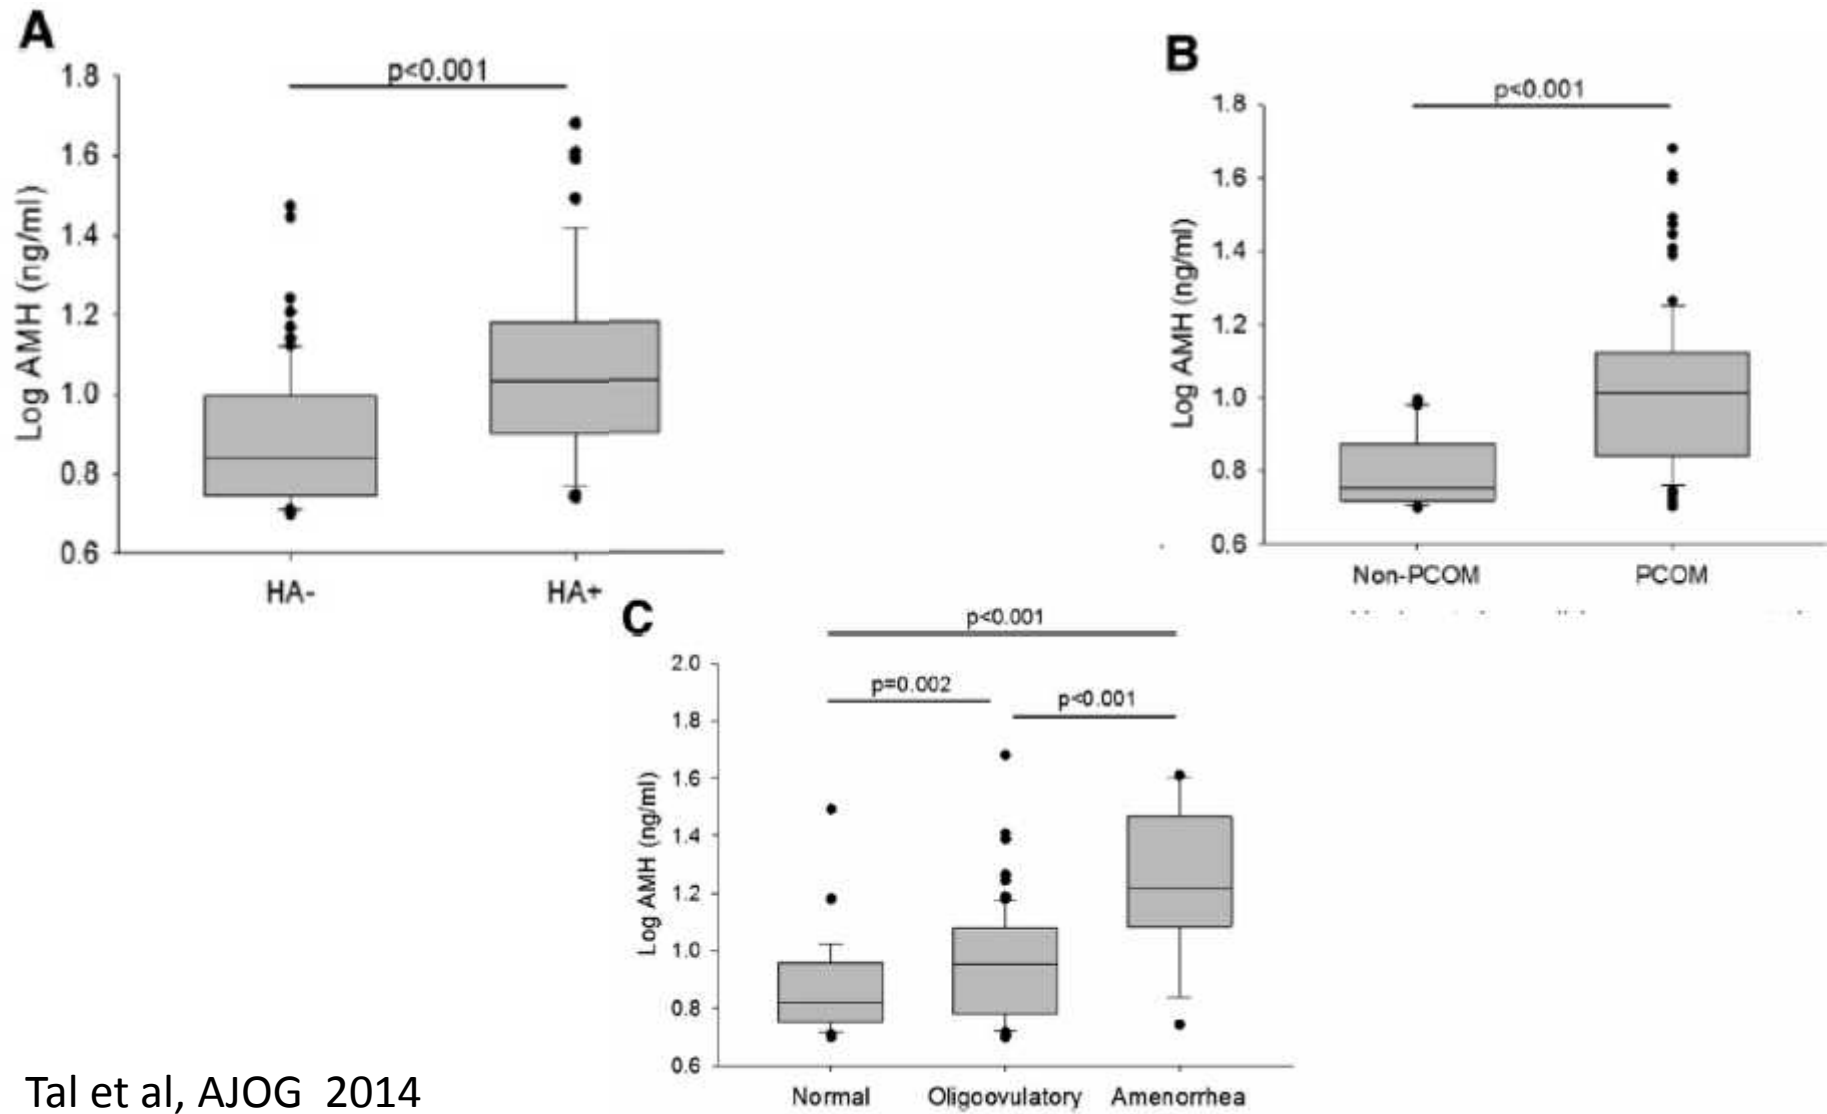 A
p<0.001
Log AMH (ng/ml)
1.8
1.6
1.4
1.2
1.0
0.8
0.6
HA-
HA+
B
p<0.001
Log AMH (ng/ml)
1.8
1.6
1.4
1.2
1.0
0.8
0.6
Non-PCOM
PCOM
C
p<0.001
p=0.002
p<0.001
Log AMH (ng/ml)
2.0
1.8
1.6
1.4
1.2
1.0
0.8
0.6
Normal
Oligoovulatory
Amenorrhea
Tal et al, AJOG 2014